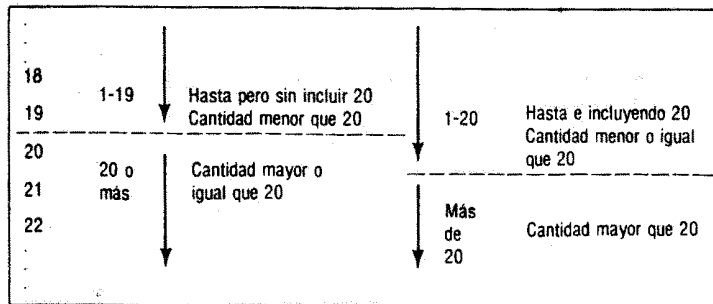 18
19
20
21
22
1-19
Hasta pero sin incluir 20
Cantidad menor que 20
20 o
más
Cantidad mayor o
igual que 20
1-20
Hasta e incluyendo 20
Cantidad menor o igual
que 20
Más
de
20
Cantidad mayor que 20